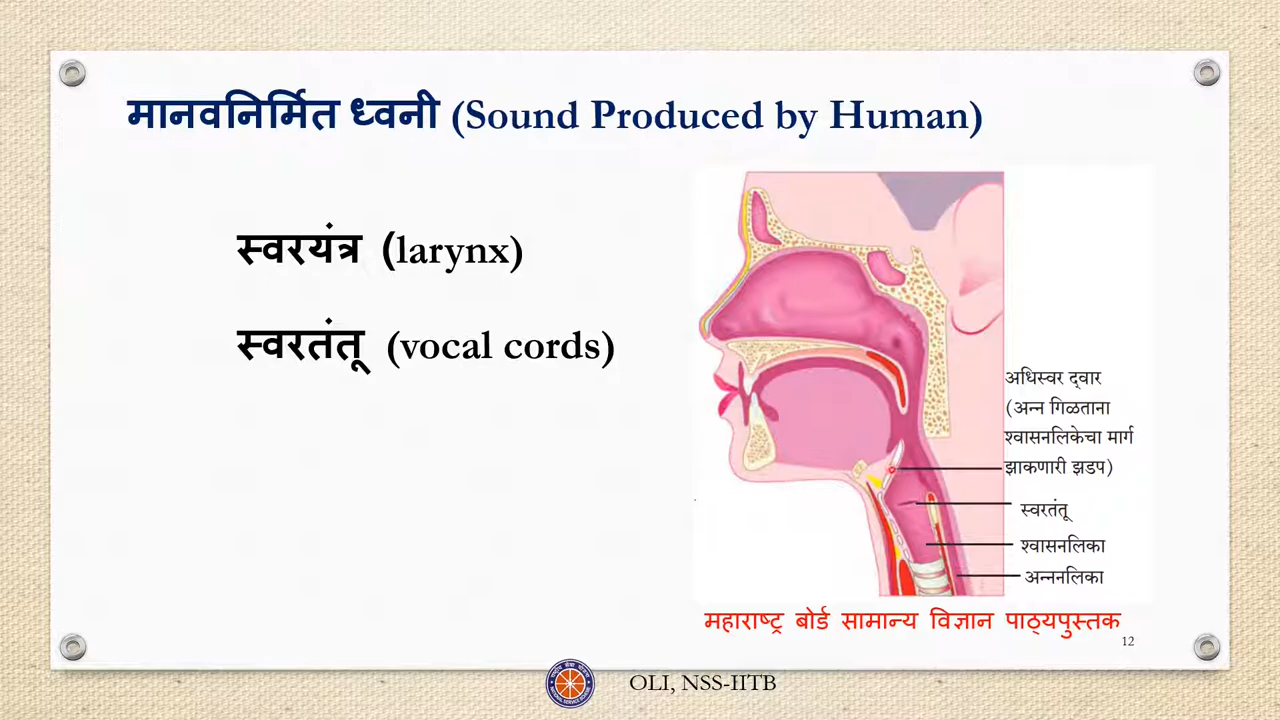 मानवनिर्मित ध्वनी (Sound Produced by Human)
स्वरयंत्र (larynx)
स्वरतंतू (vocal cords)
अधिस्वर द्वार
(अन्न गिळताना
श्वासनलिकेचा मार्ग
झाकणारी झडप)
स्वरतंतू
श्वासनलिका
अन्ननलिका
महाराष्ट्र बोर्ड सामान्य विज्ञान पाठ्यपुस्तक
12
OLI, NSS-IITB